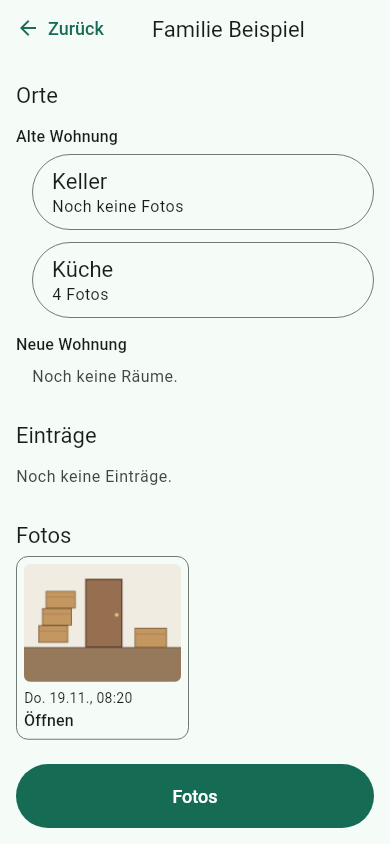 Zurück
Familie Beispiel
Orte
Alte Wohnung
Keller
Noch keine Fotos
Küche
4 Fotos
Neue Wohnung
Noch keine Räume.
Einträge
Noch keine Einträge.
Fotos
Do. 19.11., 08:20
Öffnen
Fotos